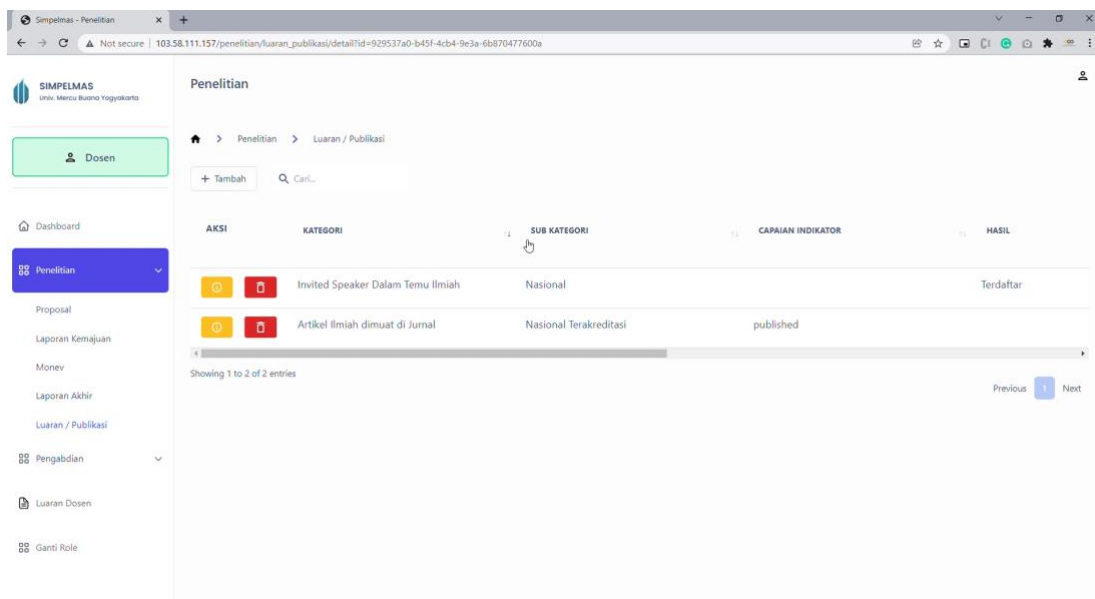 Simpelmas - Penelitian
Not secure | 103.58.111.157/penelitian/luaran_publikasi/detail?id=929537a0-b45f-4cb4-9e3a-6b870477600a
SIMPELMAS
Univ. Mercu Buana Yogyakarta
Dosen
Dashboard
Penelitian
Proposal
Laporan Kemajuan
Monev
Laporan Akhir
Luaran / Publikasi
Pengabdian
Luaran Dosen
Ganti Role
Penelitian
Penelitian > Luaran / Publikasi
+ Tambah Cari...
AKSI KATEGORI SUB KATEGORI CAPAIAN INDIKATOR HASIL
Invited Speaker Dalam Temu Ilmiah Nasional Terdaftar
Artikel Ilmiah dimuat di Jurnal Nasional Terakreditasi published
Showing 1 to 2 of 2 entries
Previous 1 Next